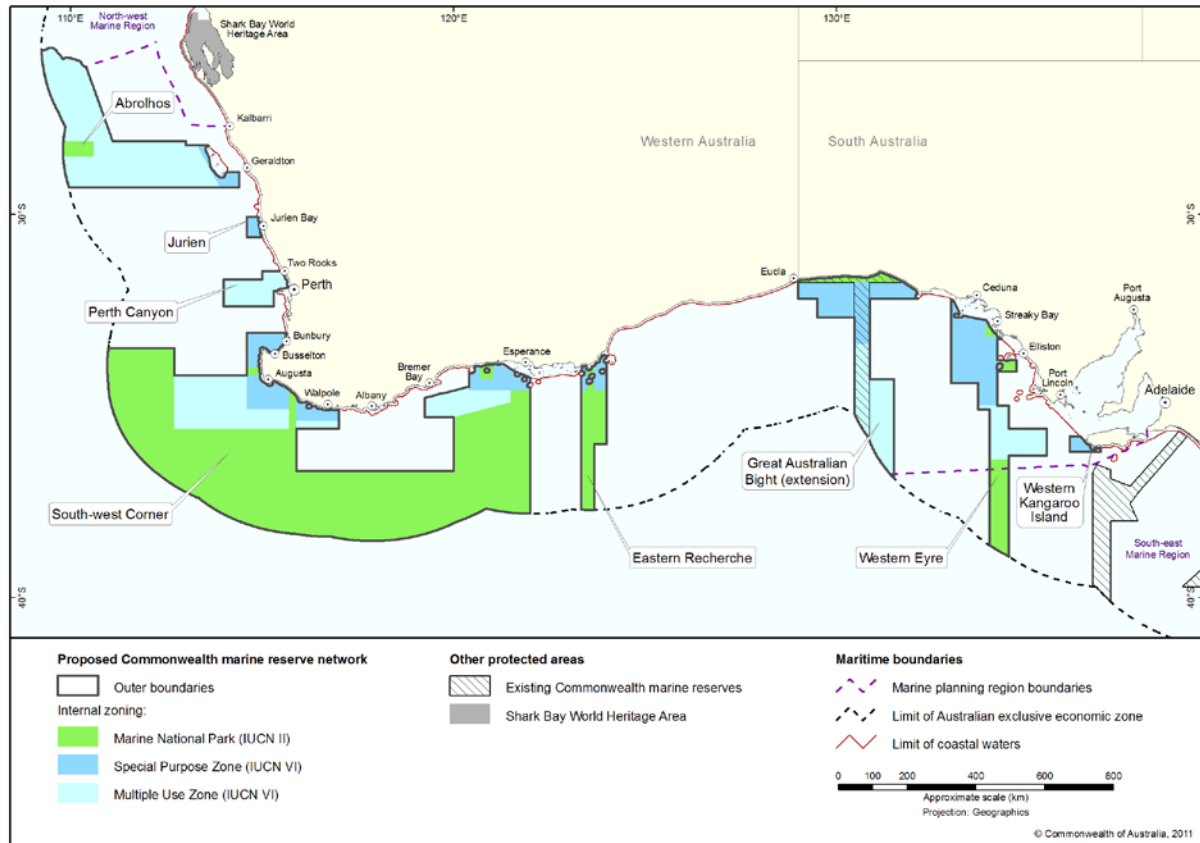 110°E
120°E
130°E
North-west
Marine Region
Shark Bay World
Heritage Area
Abrolhos
Kalbarri
Western Australia
South Australia
Geraldton
30°S
30°S
Jurien Bay
Jurien
Two Rocks
Perth
Perth Canyon
Eucla
Ceduna
Port
Augusta
Streaky Bay
Bunbury
Busselton
Esperance
Elliston
Bremer
Bay
Augusta
Walpole
Albany
Port
Lincoln
Adelaide
Great Australian
Bight (extension)
Western
Kangaroo
Island
South-west Corner
Eastern Recherche
Western Eyre
South-east
Marine Region
40°S
40°S
Proposed Commonwealth marine reserve network
Outer boundaries
Internal zoning:
Marine National Park (IUCN II)
Special Purpose Zone (IUCN VI)
Multiple Use Zone (IUCN VI)
Other protected areas
Existing Commonwealth marine reserves
Shark Bay World Heritage Area
Maritime boundaries
Marine planning region boundaries
Limit of Australian exclusive economic zone
Limit of coastal waters
0 100 200 400 600 800
Approximate scale (km)
Projection: Geographics
© Commonwealth of Australia, 2011